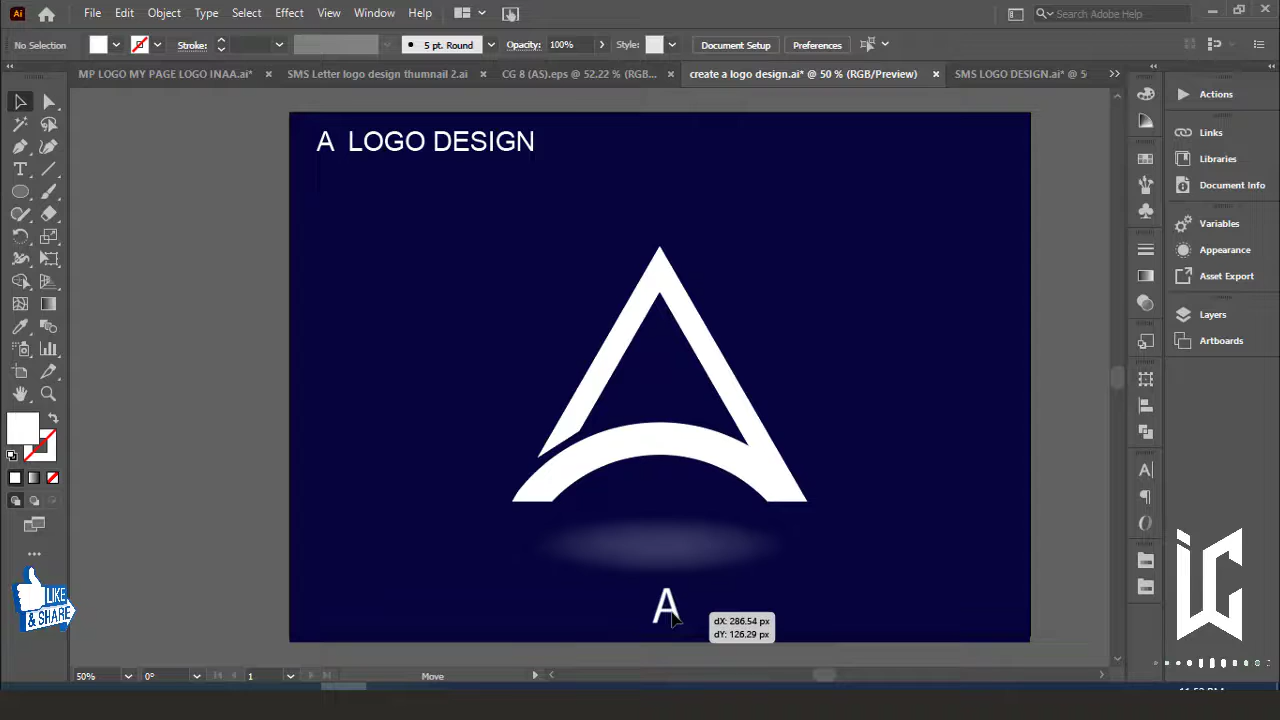 Ai File Edit Object Type Select Effect View Window Help Search Adobe Help
No Selection Stroke: 5 pt. Round Opacity: 100% Style: Document Setup Preferences
MP LOGO MY PAGE LOGO INAA.ai* × SMS Letter logo design thumnail 2.ai × CG 8 (AS).eps @ 52.22 % (RGB... × create a logo design.ai* @ 50 % (RGB/Preview) × SMS LOGO DESIGN.ai* @ 5
Actions
Links
Libraries
Document Info
Variables
Appearance
Asset Export
Layers
Artboards
A LOGO DESIGN
A
dX: 286.54 px
dY: 126.29 px
LIKE
& SHARE
50% 0° 1 Move